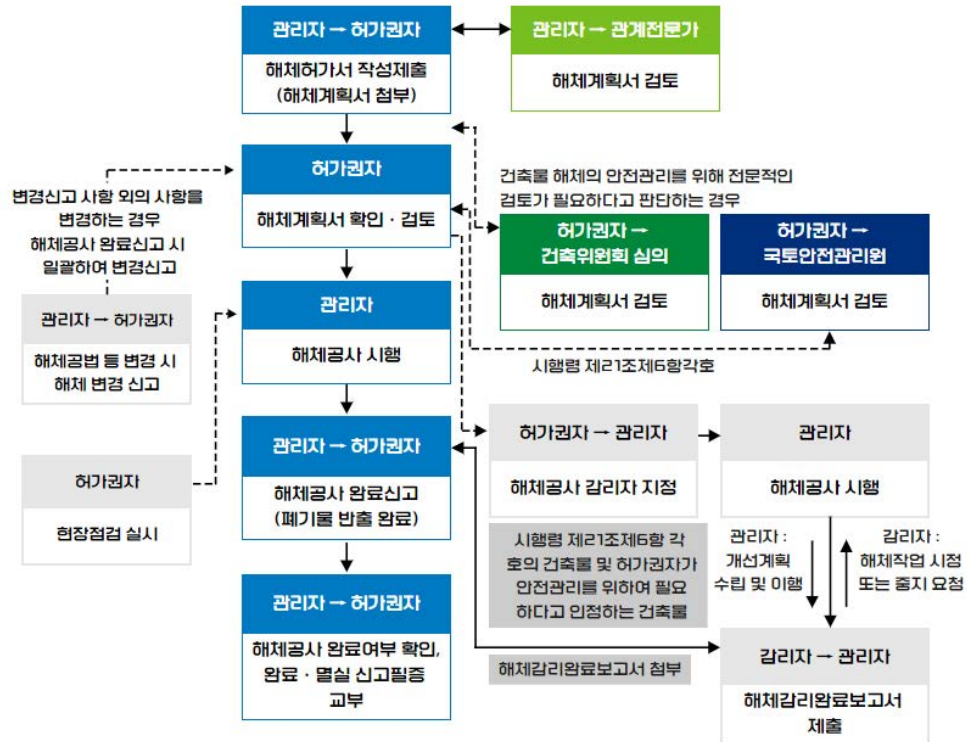 관리자 → 허가권자
해체허가서 작성제출
(해체계획서 첨부)
관리자 → 관계전문가
해체계획서 검토
허가권자
해체계획서 확인 · 검토
변경신고 사항 외의 사항을
변경하는 경우
해체공사 완료신고 시
일괄하여 변경신고
건축물 해체의 안전관리를 위해 전문적인
검토가 필요하다고 판단하는 경우
허가권자 →
건축위원회 심의
해체계획서 검토
허가권자 →
국토안전관리원
해체계획서 검토
시행령 제21조제6항각호
관리자
해체공사 시행
관리자 → 허가권자
해체공법 등 변경 시
해체 변경 신고
관리자 → 허가권자
해체공사 완료신고
(폐기물 반출 완료)
허가권자
현장점검 실시
허가권자 → 관리자
해체공사 감리자 지정
관리자
해체공사 시행
시행령 제21조제6항 각
호의 건축물 및 허가권자가
안전관리를 위하여 필요
하다고 인정하는 건축물
관리자 :
개선계획
수립 및 이행
감리자 :
해체작업 시정
또는 중지 요청
관리자 → 허가권자
해체공사 완료여부 확인,
완료 · 멸실 신고필증
교부
해체감리완료보고서 첨부
감리자 → 관리자
해체감리완료보고서
제출